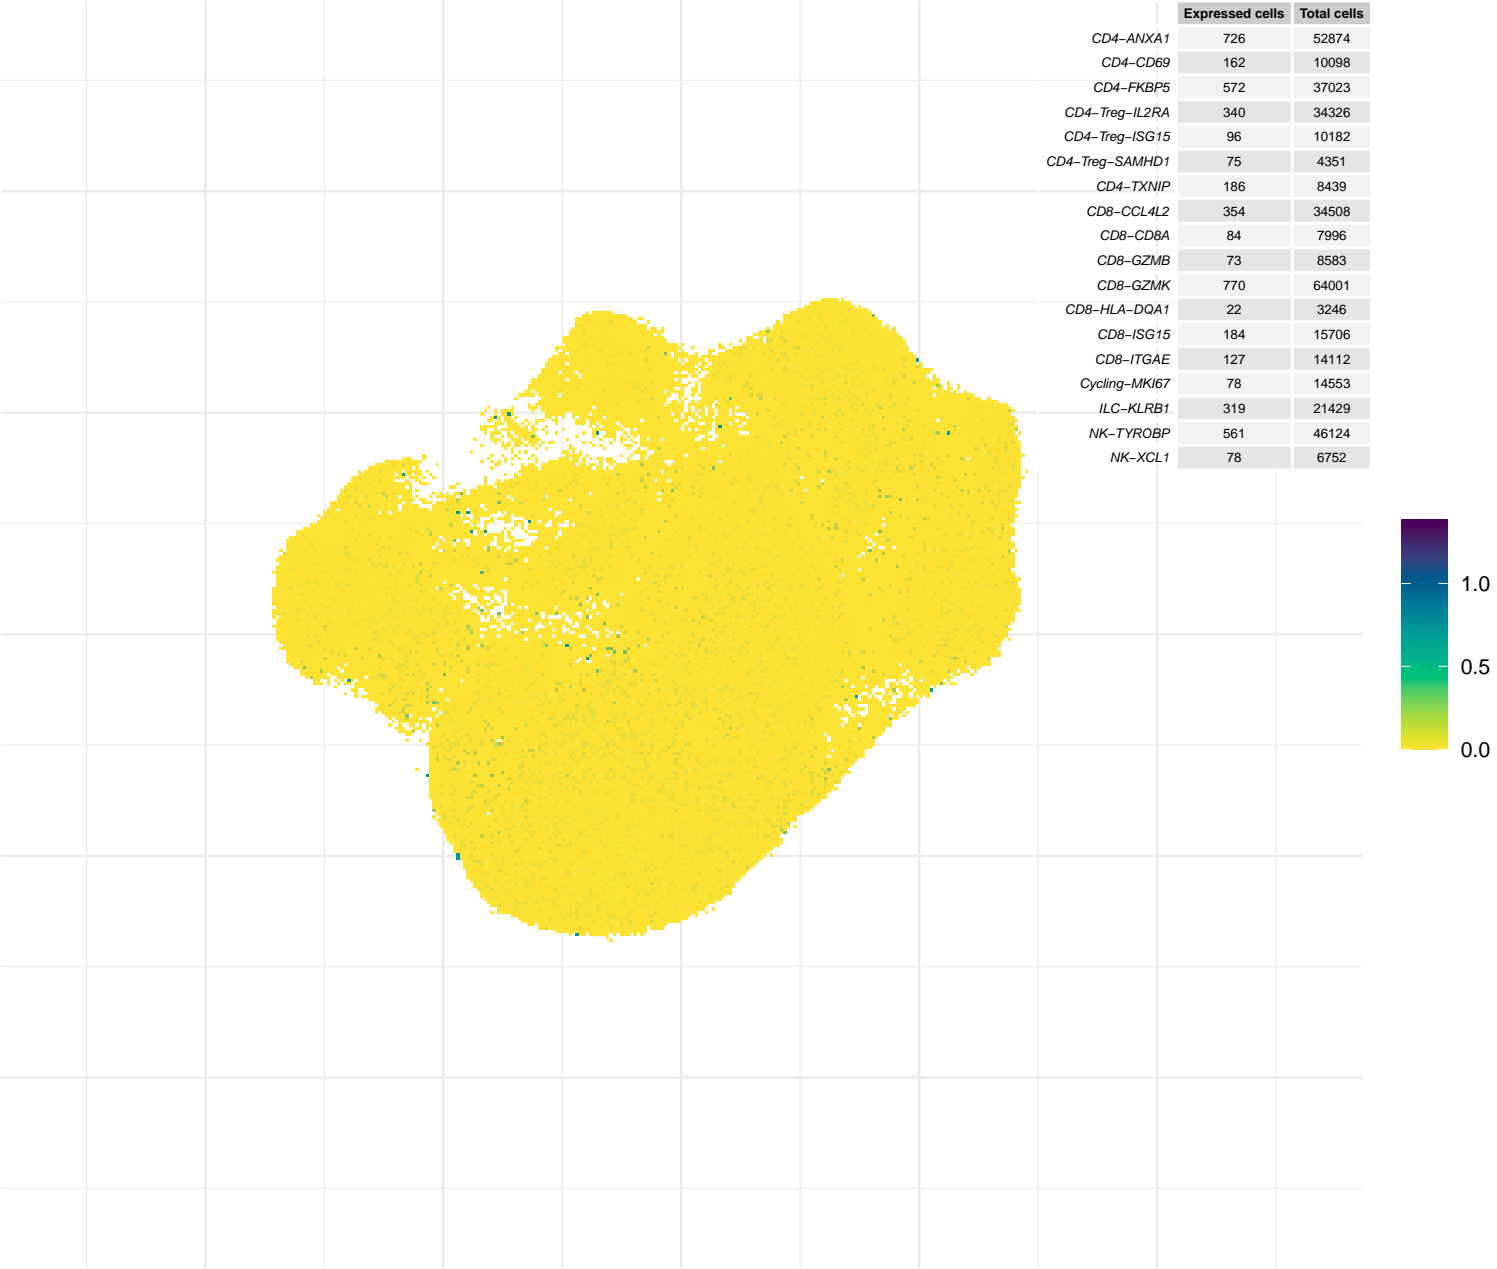 Expressed cells Total cells
CD4−ANXA1 726 52874
CD4−CD69 162 10098
CD4−FKBP5 572 37023
CD4−Treg−IL2RA 340 34326
CD4−Treg−ISG15 96 10182
CD4−Treg−SAMHD1 75 4351
CD4−TXNIP 186 8439
CD8−CCL4L2 354 34508
CD8−CD8A 84 7996
CD8−GZMB 73 8583
CD8−GZMK 770 64001
CD8−HLA−DQA1 22 3246
CD8−ISG15 184 15706
CD8−ITGAE 127 14112
Cycling−MKI67 78 14553
ILC−KLRB1 319 21429
NK−TYROBP 561 46124
NK−XCL1 78 6752
1.0
0.5
0.0